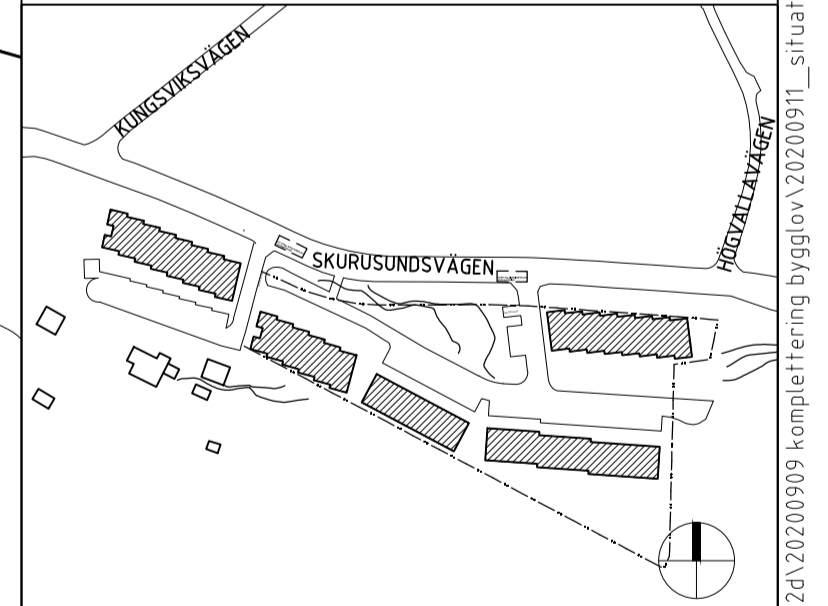 KUNGSVIKSVÄGEN
SKURUSUNDSVÄGEN
HÖGVALLAVÄGEN
2d\20200909 komplettering bygglov\20200911_situat